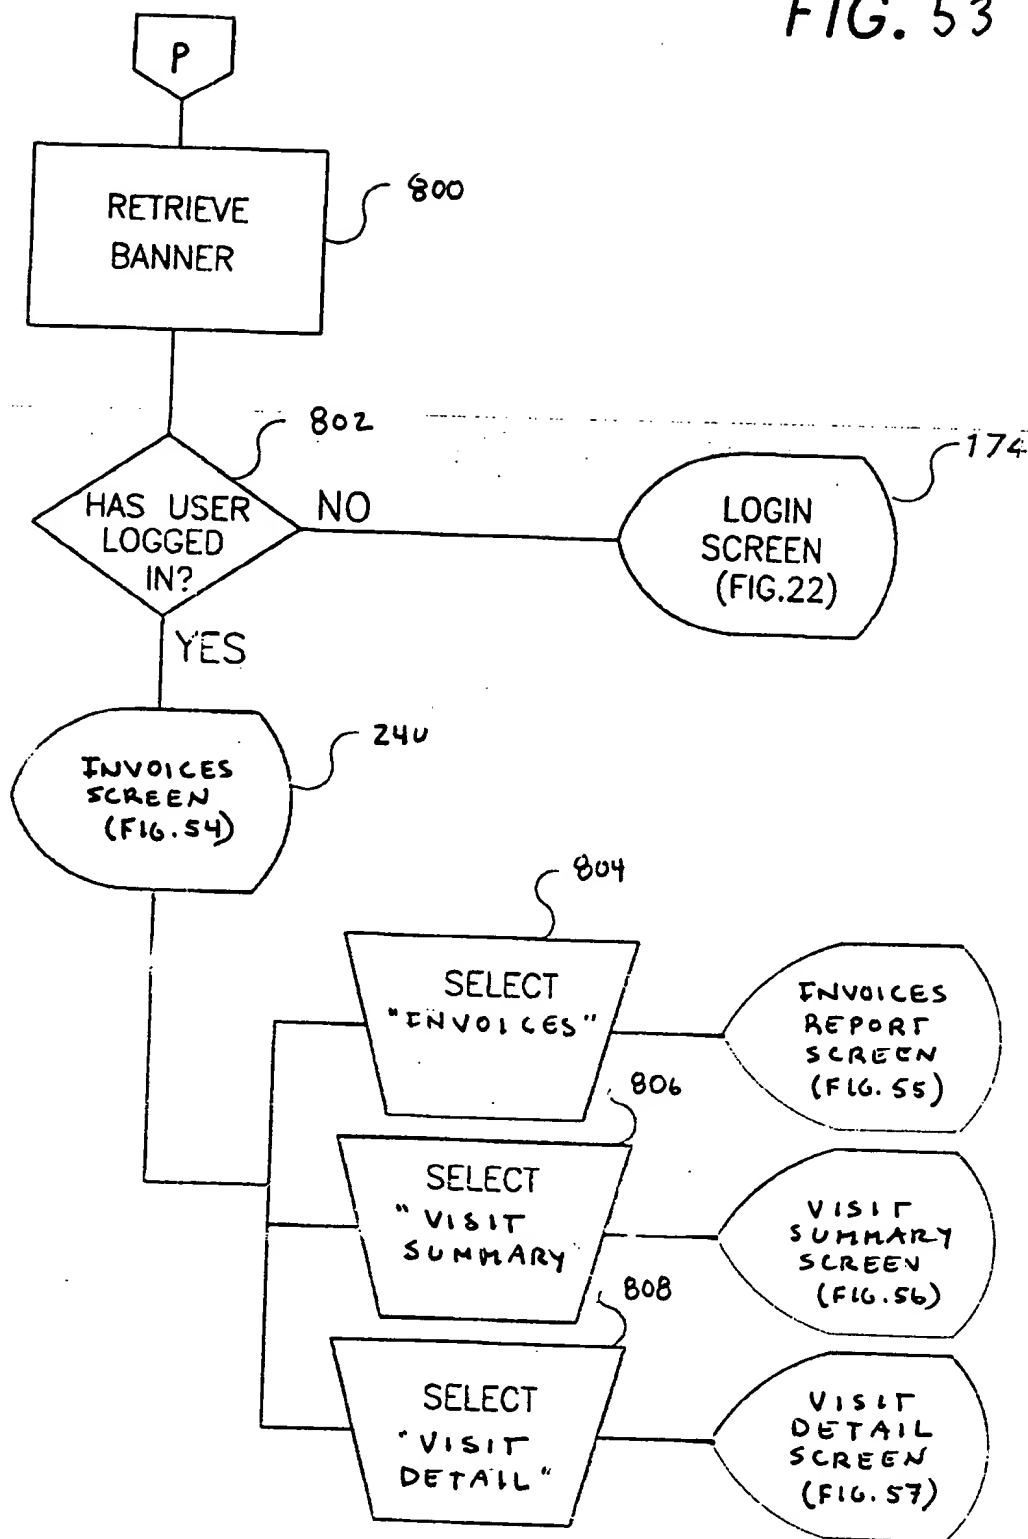 FIG. 53
P
RETRIEVE
BANNER
800
802
HAS USER
LOGGED
IN?
NO
174
LOGIN
SCREEN
(FIG.22)
YES
240
INVOICES
SCREEN
(FIG.54)
804
SELECT
"INVOICES"
INVOICES
REPORT
SCREEN
(FIG.55)
806
SELECT
"VISIT
SUMMARY
VISIT
SUMMARY
SCREEN
(FIG.56)
808
SELECT
"VISIT
DETAIL"
VISIT
DETAIL
SCREEN
(FIG.57)